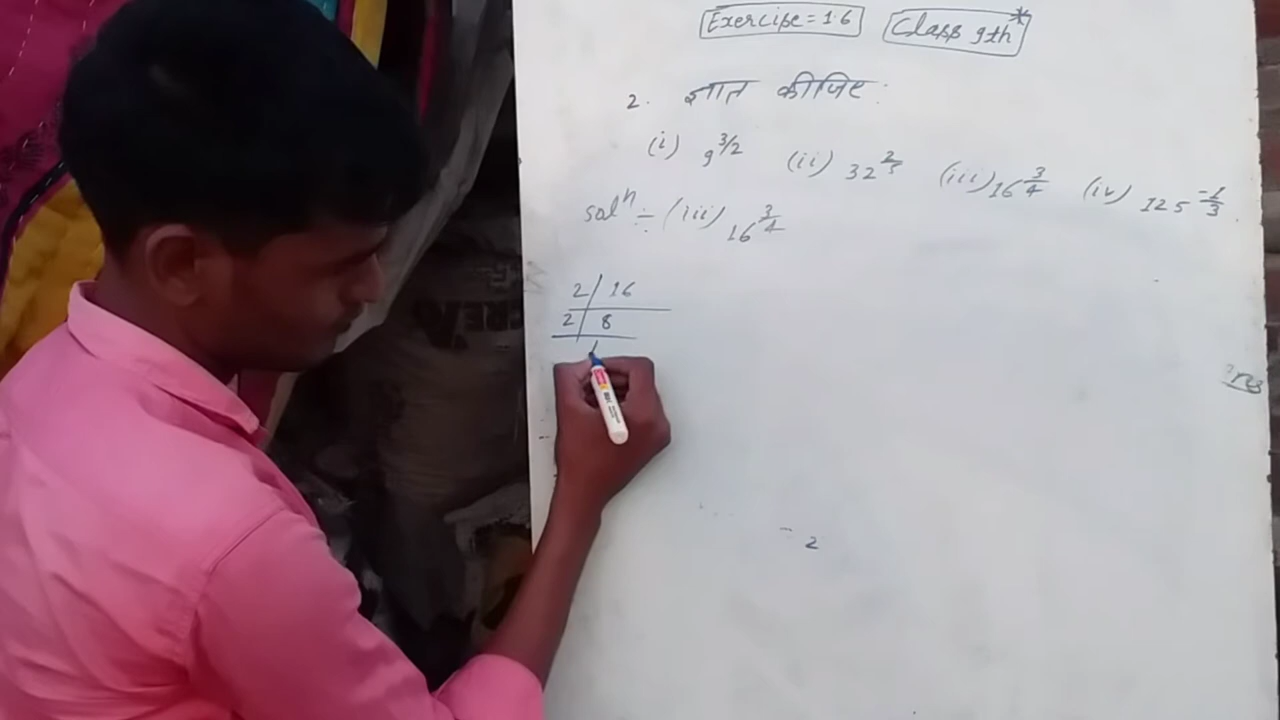 Exercise = 1.6 Class 9th *
2. ज्ञात कीजिए:
(i) 9^3/2 (ii) 32^2/5 (iii) 16^3/4 (iv) 125^-1/3.
solⁿ ÷ (iii) 16^3/4
2 16
2 8
2